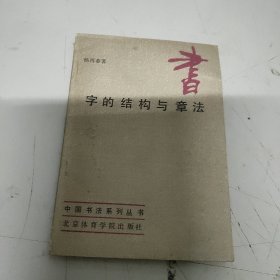 書
字的结构与章法
中国书法系列丛书
北京体育学院出版社